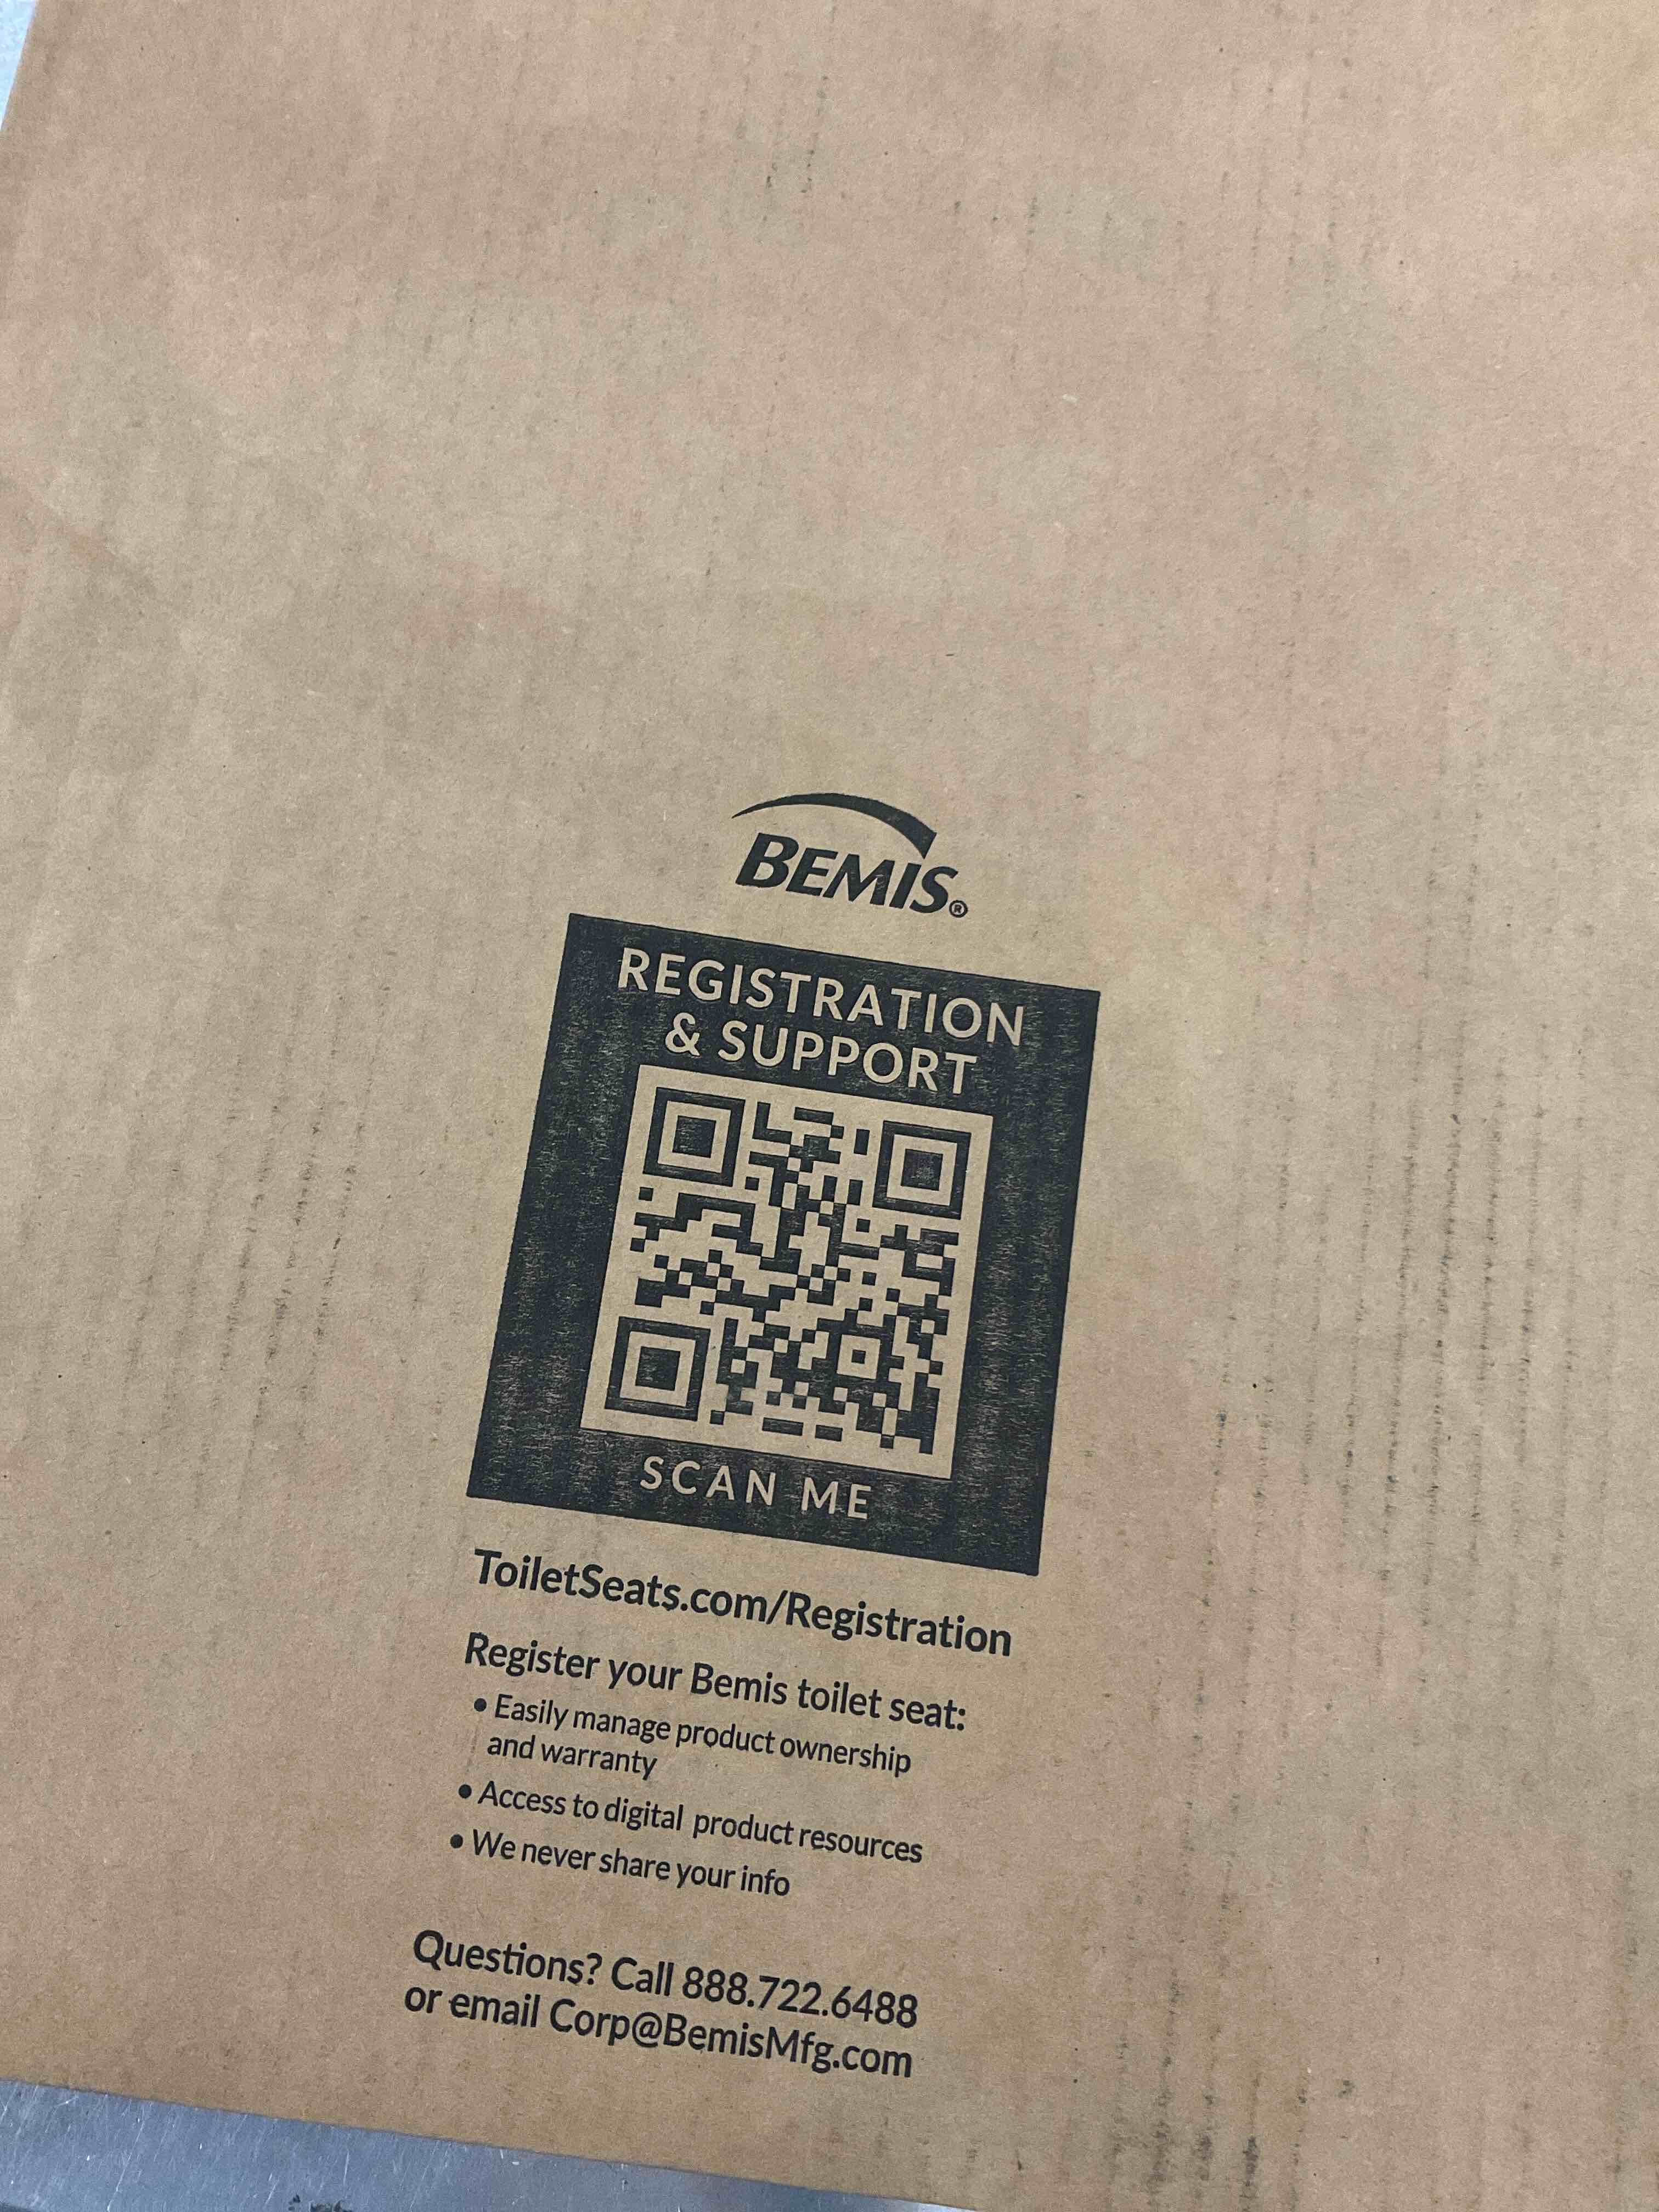 BEMIS®
REGISTRATION
& SUPPORT
SCAN ME
ToiletSeats.com/Registration
Register your Bemis toilet seat:
• Easily manage product ownership
and warranty
• Access to digital product resources
• We never share your info
Questions? Call 888.722.6488
or email Corp@BemisMfg.com